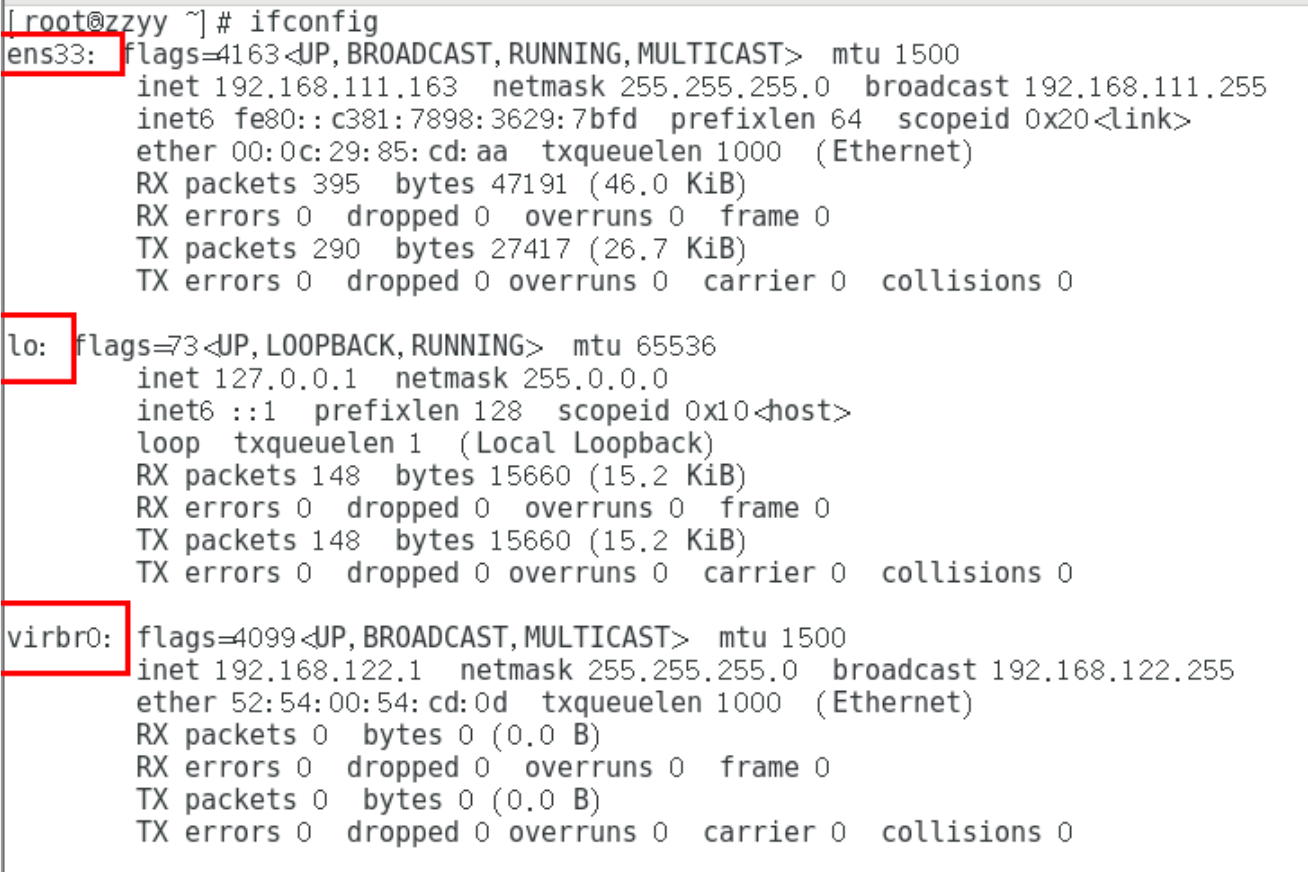 [root@zzyy ~]# ifconfig
ens33: flags=4163<UP,BROADCAST,RUNNING,MULTICAST>  mtu 1500
        inet 192.168.111.163  netmask 255.255.255.0  broadcast 192.168.111.255
        inet6 fe80::c381:7898:3629:7bfd  prefixlen 64  scopeid 0x20<link>
        ether 00:0c:29:85:cd:aa  txqueuelen 1000  (Ethernet)
        RX packets 395  bytes 47191 (46.0 KiB)
        RX errors 0  dropped 0  overruns 0  frame 0
        TX packets 290  bytes 27417 (26.7 KiB)
        TX errors 0  dropped 0 overruns 0  carrier 0  collisions 0
lo: flags=73<UP,LOOPBACK,RUNNING>  mtu 65536
        inet 127.0.0.1  netmask 255.0.0.0
        inet6 ::1  prefixlen 128  scopeid 0x10<host>
        loop  txqueuelen 1  (Local Loopback)
        RX packets 148  bytes 15660 (15.2 KiB)
        RX errors 0  dropped 0  overruns 0  frame 0
        TX packets 148  bytes 15660 (15.2 KiB)
        TX errors 0  dropped 0 overruns 0  carrier 0  collisions 0
virbr0: flags=4099<UP,BROADCAST,MULTICAST>  mtu 1500
        inet 192.168.122.1  netmask 255.255.255.0  broadcast 192.168.122.255
        ether 52:54:00:54:cd:0d  txqueuelen 1000  (Ethernet)
        RX packets 0  bytes 0 (0.0 B)
        RX errors 0  dropped 0  overruns 0  frame 0
        TX packets 0  bytes 0 (0.0 B)
        TX errors 0  dropped 0 overruns 0  carrier 0  collisions 0